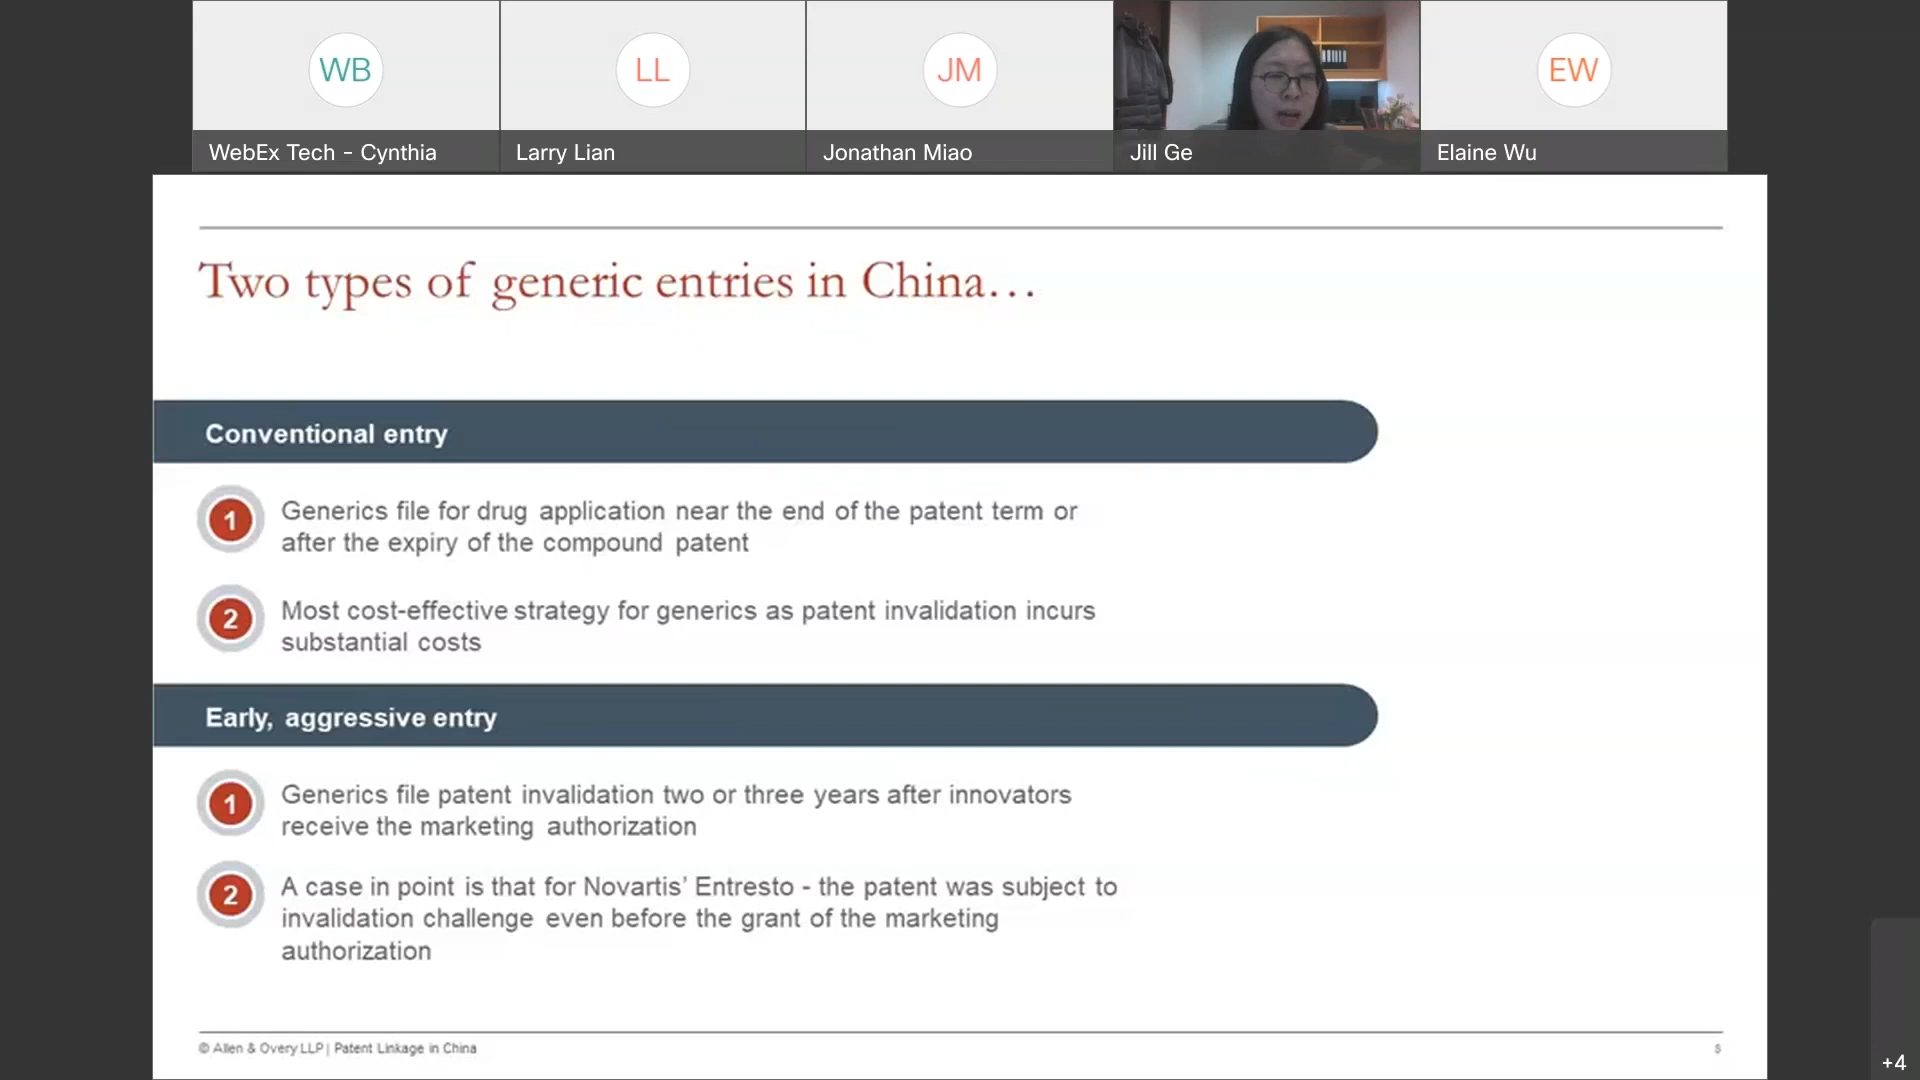 WB
LL
JM
EW
WebEx Tech - Cynthia
Larry Lian
Jonathan Miao
Jill Ge
Elaine Wu
Two types of generic entries in China…
Conventional entry
1
Generics file for drug application near the end of the patent term or
after the expiry of the compound patent
2
Most cost-effective strategy for generics as patent invalidation incurs
substantial costs
Early, aggressive entry
1
Generics file patent invalidation two or three years after innovators
receive the marketing authorization
2
A case in point is that for Novartis' Entresto - the patent was subject to
invalidation challenge even before the grant of the marketing
authorization
© Allen & Overy LLP | Patent Linkage in China
+4